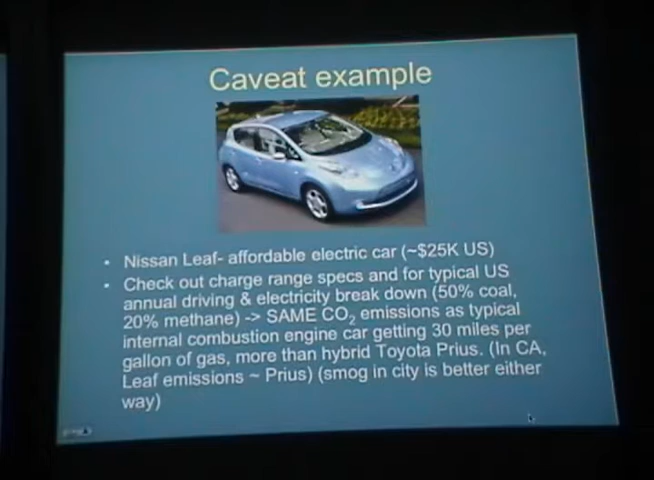 Caveat example
• Nissan Leaf- affordable electric car (~$25K US)
• Check out charge range specs and for typical US
annual driving & electricity break down (50% coal,
20% methane) -> SAME CO2 emissions as typical
internal combustion engine car getting 30 miles per
gallon of gas, more than hybrid Toyota Prius. (In CA,
Leaf emissions ~ Prius) (smog in city is better either
way)